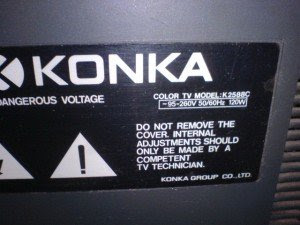 KONKA
DANGEROUS VOLTAGE
COLOR TV MODEL:K2598C
~95-260V 50/60Hz 120W
DO NOT REMOVE THE
COVER. INTERNAL
ADJUSTMENTS SHOULD
ONLY BE MADE BY A
COMPETENT
TV TECHNICIAN.
KONKA GROUP CO.,LTD.